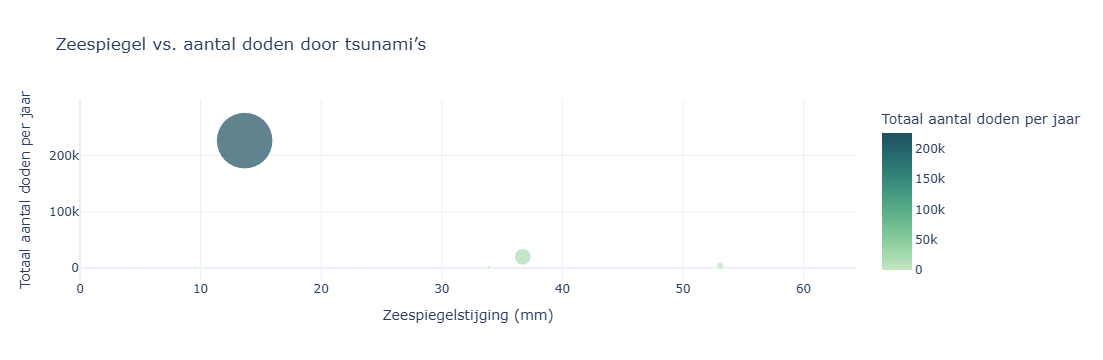 Zeespiegel vs. aantal doden door tsunami’s
Totaal aantal doden per jaar
200k
100k
0
0 10 20 30 40 50 60
Zeespiegelstijging (mm)
Totaal aantal doden per jaar
200k
150k
100k
50k
0